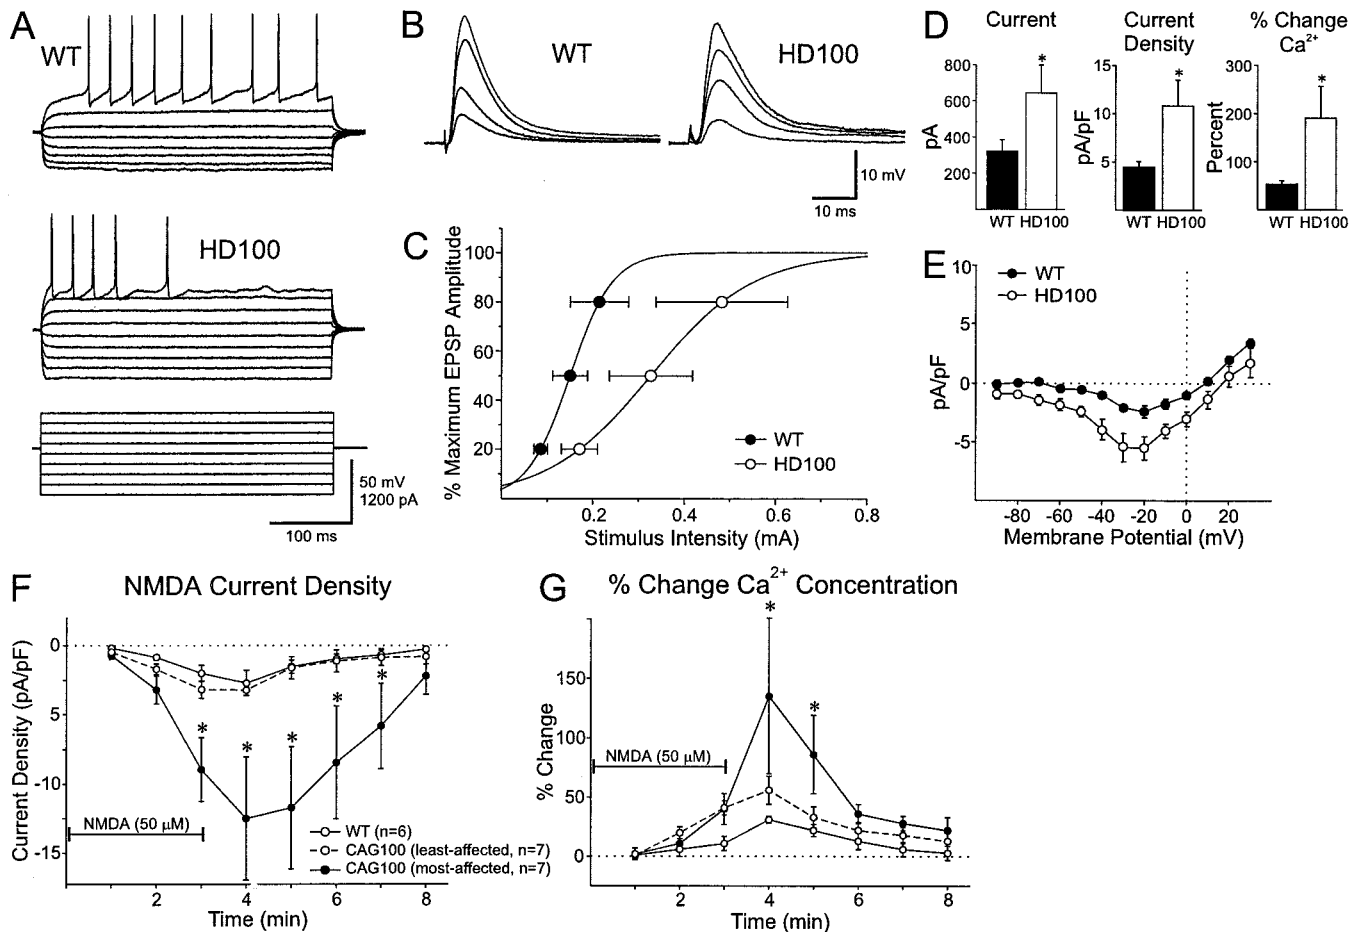 A
WT
HD100
50 mV
1200 pA
100 ms
B
WT
HD100
10 mV
10 ms
C
% Maximum EPSP Amplitude
100
80
60
40
20
WT
HD100
0.2
0.4
0.6
0.8
Stimulus Intensity (mA)
D
Current
pA
800
600
400
200
*
WT HD100
Current
Density
pA/pF
15
10
5
*
WT HD100
% Change
Ca2+
Percent
300
200
100
*
WT HD100
E
pA/pF
10
5
0
-5
WT
HD100
-80
-60
-40
-20
0
20
Membrane Potential (mV)
F
NMDA Current Density
Current Density (pA/pF)
0
5
-10
-15
* * * * *
NMDA (50 μM)
WT (n=6)
CAG100 (least-affected, n=7)
CAG100 (most-affected, n=7)
2
4
6
8
Time (min)
G
% Change Ca2+ Concentration
% Change
150
100
50
0
* *
NMDA (50 μM)
2
4
6
8
Time (min)